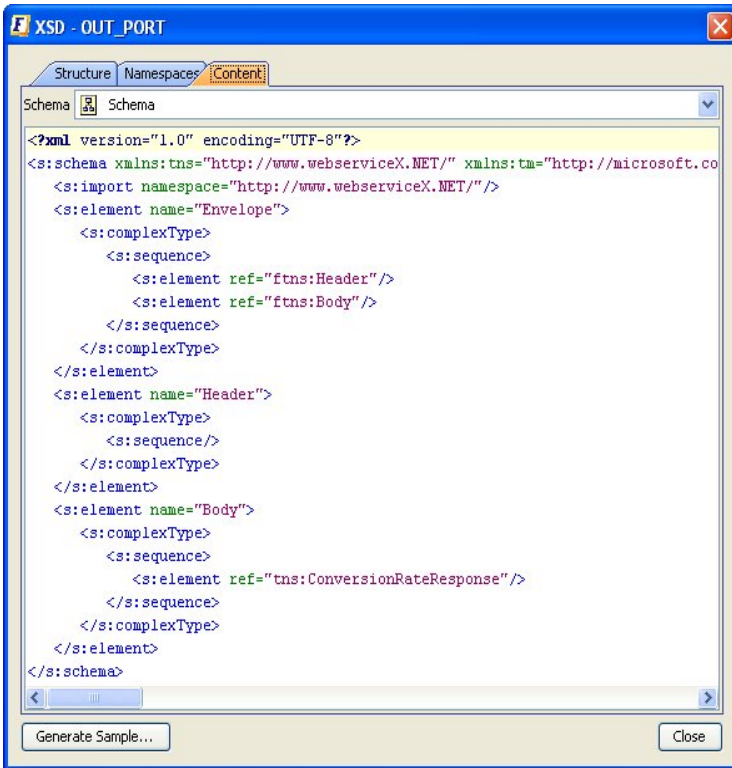 XSD - OUT_PORT
Structure Namespaces Content
Schema Schema
<?xml version="1.0" encoding="UTF-8"?>
<s:schema xmlns:tns="http://www.webserviceX.NET/" xmlns:tm="http://microsoft.co
<s:import namespace="http://www.webserviceX.NET/"/>
<s:element name="Envelope">
<s:complexType>
<s:sequence>
<s:element ref="ftns:Header"/>
<s:element ref="ftns:Body"/>
</s:sequence>
</s:complexType>
</s:element>
<s:element name="Header">
<s:complexType>
<s:sequence/>
</s:complexType>
</s:element>
<s:element name="Body">
<s:complexType>
<s:sequence>
<s:element ref="tns:ConversionRateResponse"/>
</s:sequence>
</s:complexType>
</s:element>
</s:schema>
Generate Sample... Close